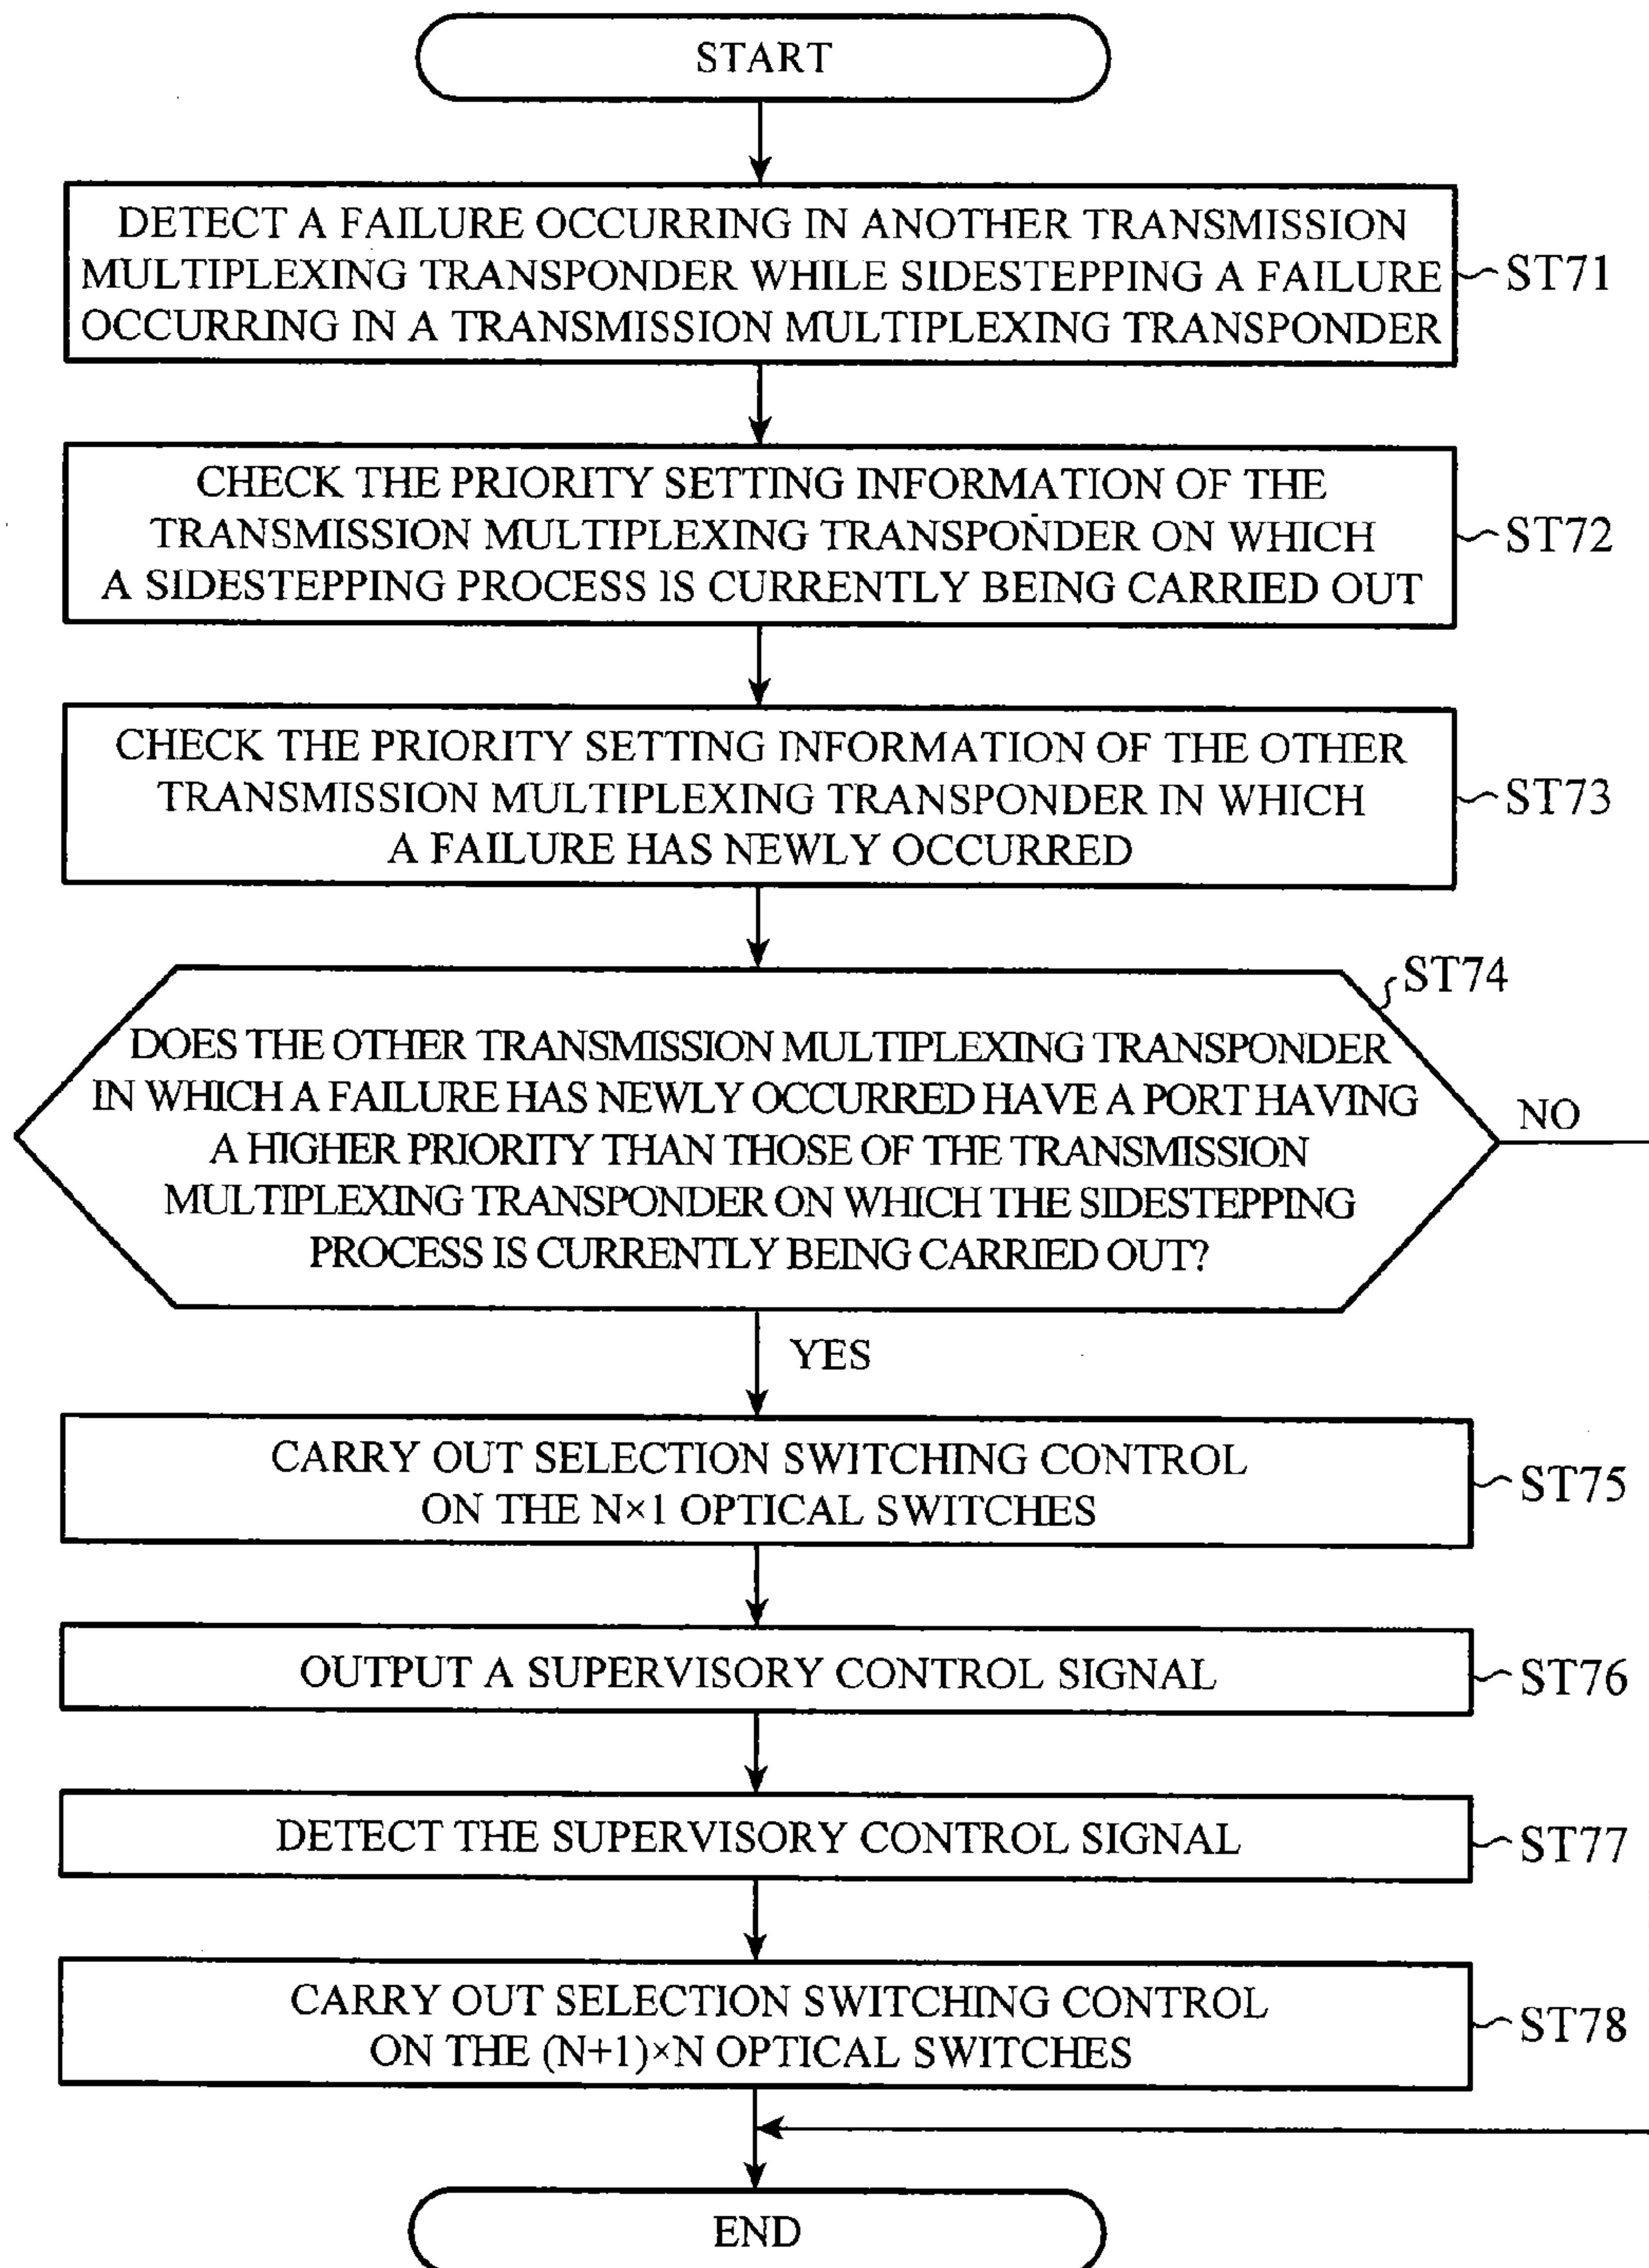 START
DETECT A FAILURE OCCURRING IN ANOTHER TRANSMISSION
MULTIPLEXING TRANSPONDER WHILE SIDESTEPPING A FAILURE
OCCURRING IN A TRANSMISSION MULTIPLEXING TRANSPONDER
ST71
CHECK THE PRIORITY SETTING INFORMATION OF THE
TRANSMISSION MULTIPLEXING TRANSPONDER ON WHICH
A SIDESTEPPING PROCESS IS CURRENTLY BEING CARRIED OUT
ST72
CHECK THE PRIORITY SETTING INFORMATION OF THE OTHER
TRANSMISSION MULTIPLEXING TRANSPONDER IN WHICH
A FAILURE HAS NEWLY OCCURRED
ST73
ST74
DOES THE OTHER TRANSMISSION MULTIPLEXING TRANSPONDER
IN WHICH A FAILURE HAS NEWLY OCCURRED HAVE A PORT HAVING
A HIGHER PRIORITY THAN THOSE OF THE TRANSMISSION
MULTIPLEXING TRANSPONDER ON WHICH THE SIDESTEPPING
PROCESS IS CURRENTLY BEING CARRIED OUT?
NO
YES
CARRY OUT SELECTION SWITCHING CONTROL
ON THE N×1 OPTICAL SWITCHES
ST75
OUTPUT A SUPERVISORY CONTROL SIGNAL
ST76
DETECT THE SUPERVISORY CONTROL SIGNAL
ST77
CARRY OUT SELECTION SWITCHING CONTROL
ON THE (N+1)×N OPTICAL SWITCHES
ST78
END